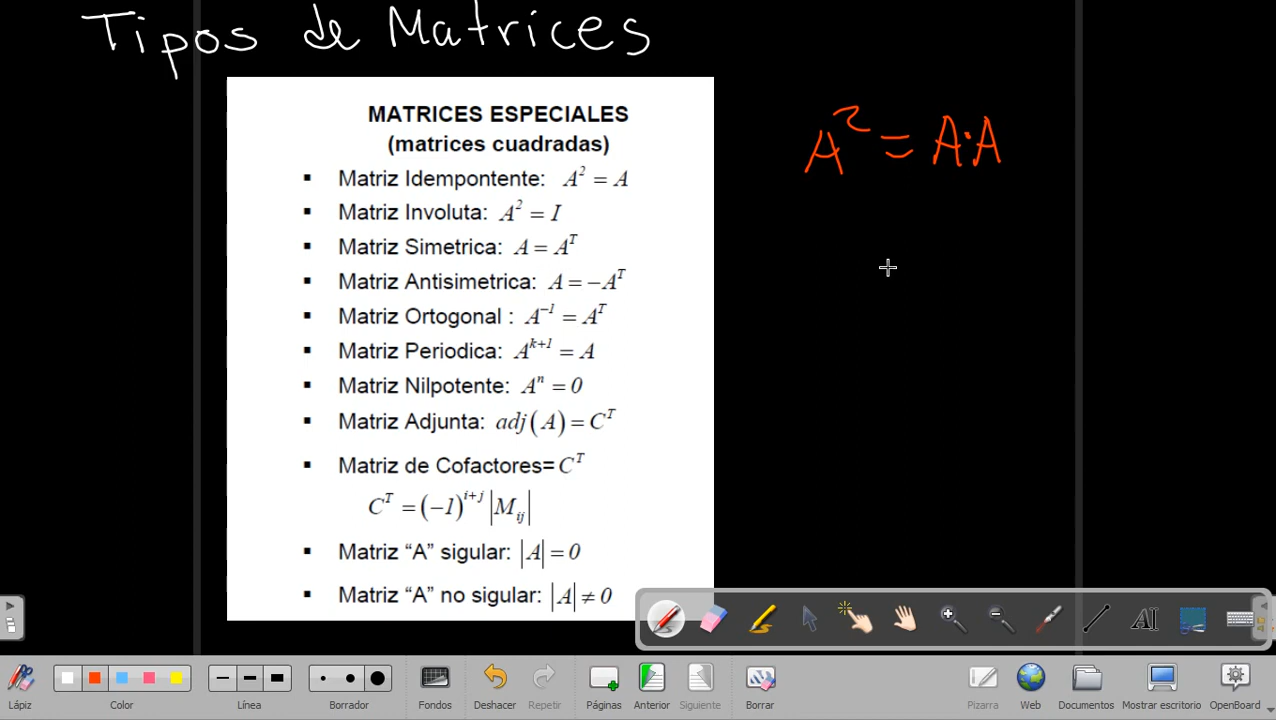 Tipos de Matrices
MATRICES ESPECIALES
(matrices cuadradas)
▪ Matriz Idempontente: A² = A
▪ Matriz Involuta: A² = I
▪ Matriz Simetrica: A = Aᵀ
▪ Matriz Antisimetrica: A = −Aᵀ
▪ Matriz Ortogonal : A⁻¹ = Aᵀ
▪ Matriz Periodica: Aᵏ⁺¹ = A
▪ Matriz Nilpotente: Aⁿ = 0
▪ Matriz Adjunta: adj(A) = Cᵀ
▪ Matriz de Cofactores= Cᵀ
Cᵀ = (−1)ⁱ⁺ʲ |Mᵢⱼ|
▪ Matriz “A” sigular: |A| = 0
▪ Matriz “A” no sigular: |A| ≠ 0
A² = A·A
AI
Lápiz Color Línea Borrador Fondos Deshacer Repetir Páginas Anterior Siguiente Borrar Pizarra Web Documentos Mostrar escritorio OpenBoard